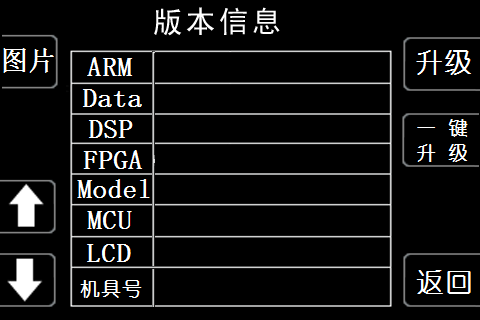 版本信息
图片
升级
ARM
Data
DSP
FPGA
Model
MCU
LCD
机具号
一键
升级
返回